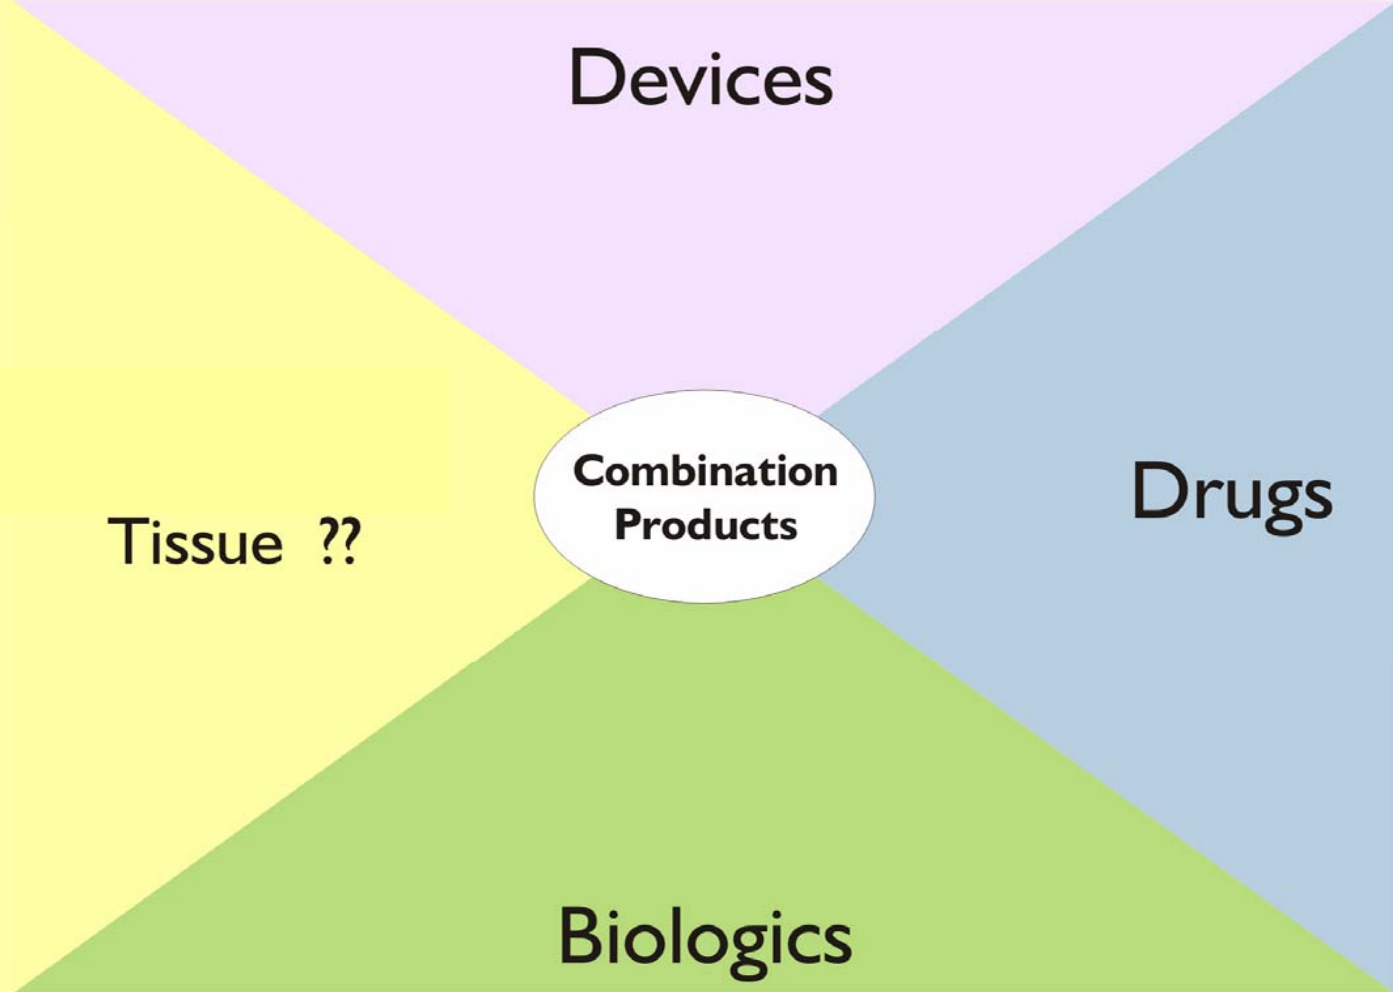 Devices
Combination
Products
Drugs
Tissue ??
Biologics